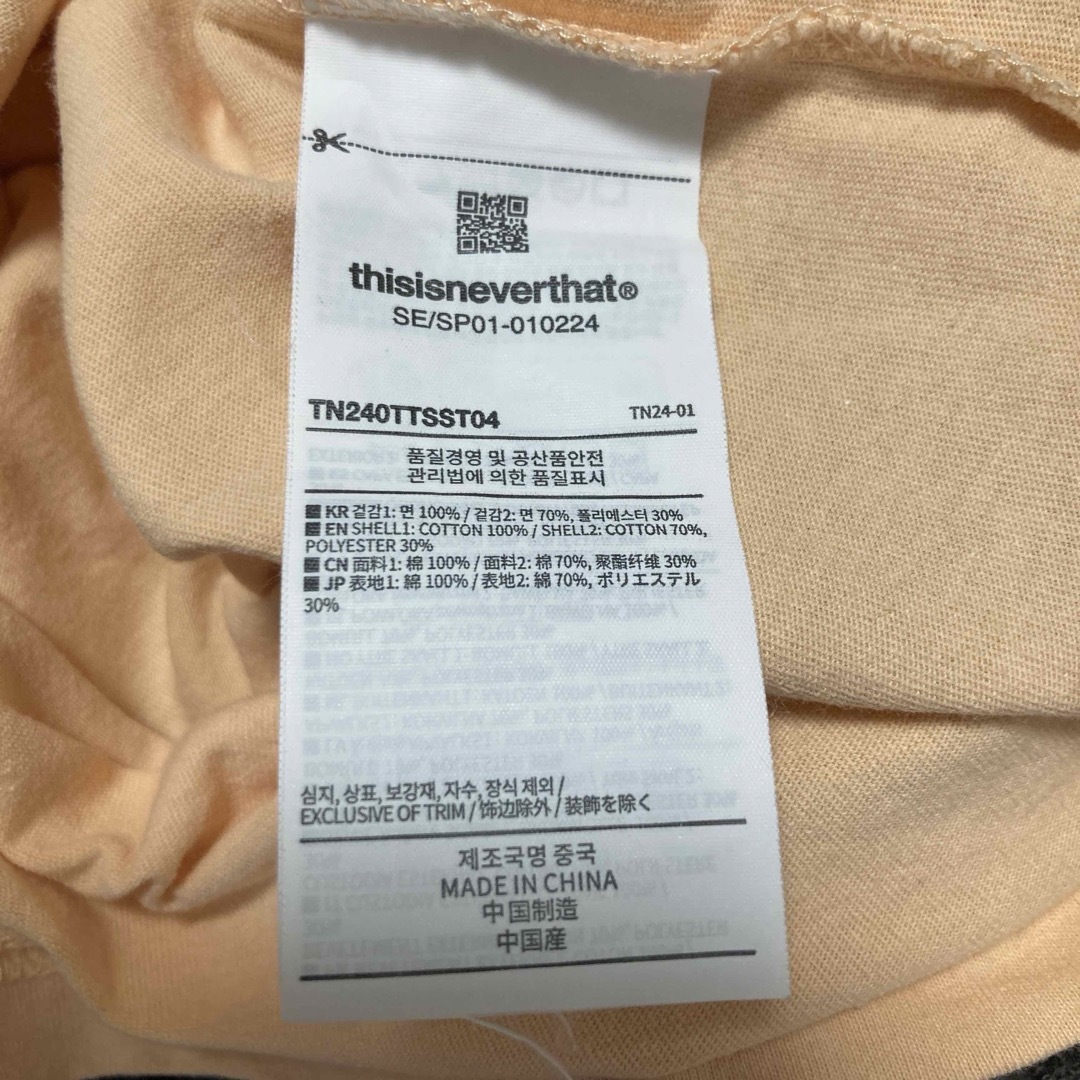 thisisneverthat®
SE/SP01-010224
TN240TTSST04 TN24-01
품질경영 및 공산품안전
관리법에 의한 품질표시
KR 겉감1: 면 100% / 겉감2: 면 70%, 폴리에스터 30%
EN SHELL1: COTTON 100% / SHELL2: COTTON 70%,
POLYESTER 30%
CN 面料1: 棉 100% / 面料2: 棉 70%, 聚酯纤维 30%
JP 表地1: 綿 100% / 表地2: 綿 70%, ポリエステル
30%
심지, 상표, 보강재, 자수, 장식 제외 /
EXCLUSIVE OF TRIM / 饰边除外 / 装飾を除く
제조국명 중국
MADE IN CHINA
中国制造
中国産